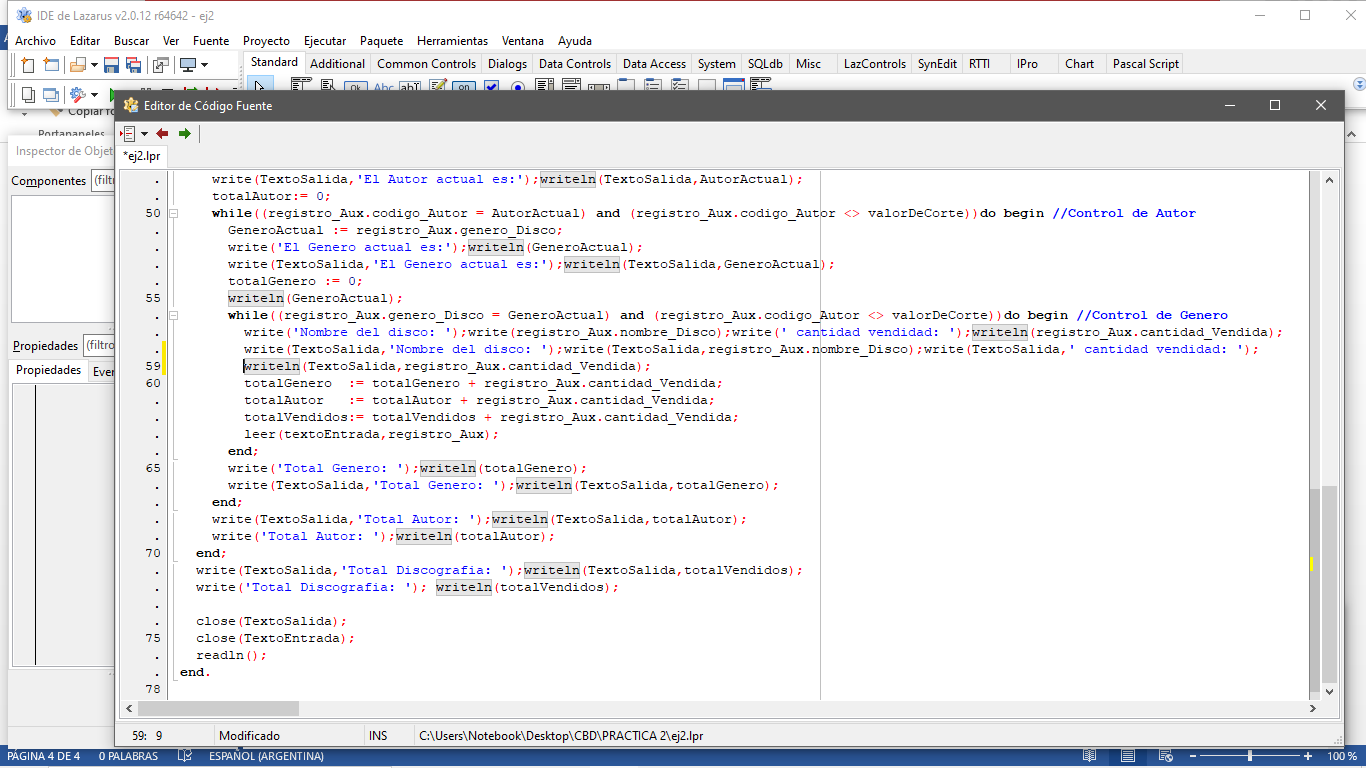 IDE de Lazarus v2.0.12 r64642 - ej2
Archivo Editar Buscar Ver Fuente Proyecto Ejecutar Paquete Herramientas Ventana Ayuda
Standard Additional Common Controls Dialogs Data Controls Data Access System SQLdb Misc LazControls SynEdit RTTI IPro Chart Pascal Script
Editor de Código Fuente
Portapapeles
Inspector de Objet
*ej2.lpr
Componentes (filtr
Propiedades (filtro
Propiedades Ever
write(TextoSalida,'El Autor actual es:');writeln(TextoSalida,AutorActual);
totalAutor:= 0;
50 while((registro_Aux.codigo_Autor = AutorActual) and (registro_Aux.codigo_Autor <> valorDeCorte))do begin //Control de Autor
GeneroActual := registro_Aux.genero_Disco;
write('El Genero actual es:');writeln(GeneroActual);
write(TextoSalida,'El Genero actual es:');writeln(TextoSalida,GeneroActual);
totalGenero := 0;
55 writeln(GeneroActual);
while((registro_Aux.genero_Disco = GeneroActual) and (registro_Aux.codigo_Autor <> valorDeCorte))do begin //Control de Genero
write('Nombre del disco: ');write(registro_Aux.nombre_Disco);write(' cantidad vendidad: ');writeln(registro_Aux.cantidad_Vendida);
write(TextoSalida,'Nombre del disco: ');write(TextoSalida,registro_Aux.nombre_Disco);write(TextoSalida,' cantidad vendidad: ');
59 writeln(TextoSalida,registro_Aux.cantidad_Vendida);
60 totalGenero := totalGenero + registro_Aux.cantidad_Vendida;
totalAutor := totalAutor + registro_Aux.cantidad_Vendida;
totalVendidos:= totalVendidos + registro_Aux.cantidad_Vendida;
leer(textoEntrada,registro_Aux);
end;
65 write('Total Genero: ');writeln(totalGenero);
write(TextoSalida,'Total Genero: ');writeln(TextoSalida,totalGenero);
end;
write(TextoSalida,'Total Autor: ');writeln(TextoSalida,totalAutor);
write('Total Autor: ');writeln(totalAutor);
70 end;
write(TextoSalida,'Total Discografia: ');writeln(TextoSalida,totalVendidos);
write('Total Discografia: '); writeln(totalVendidos);
close(TextoSalida);
75 close(TextoEntrada);
readln();
end.
78
59: 9 Modificado INS C:\Users\Notebook\Desktop\CBD\PRACTICA 2\ej2.lpr
PÁGINA 4 DE 4 0 PALABRAS ESPAÑOL (ARGENTINA) 100 %